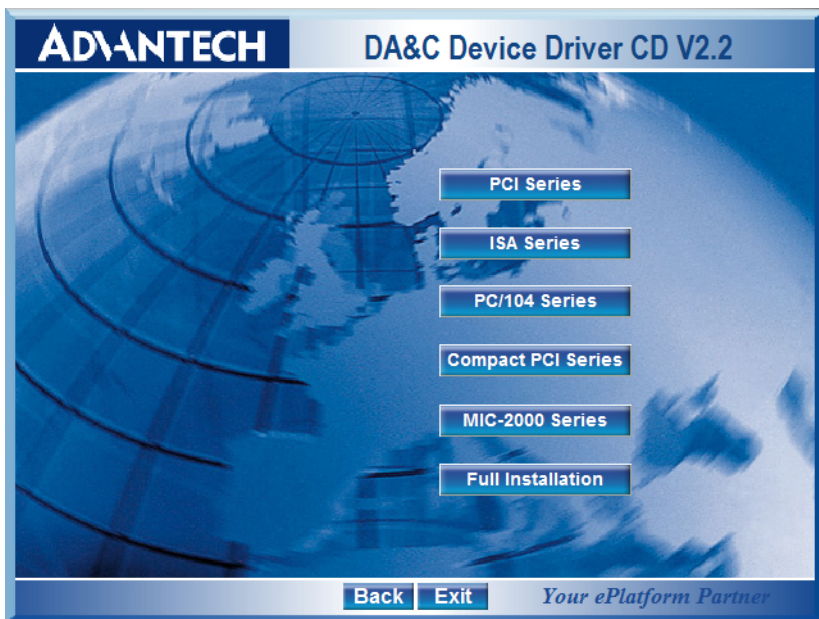 ADVANTECH
DA&C Device Driver CD V2.2
PCI Series
ISA Series
PC/104 Series
Compact PCI Series
MIC-2000 Series
Full Installation
Back Exit Your ePlatform Partner